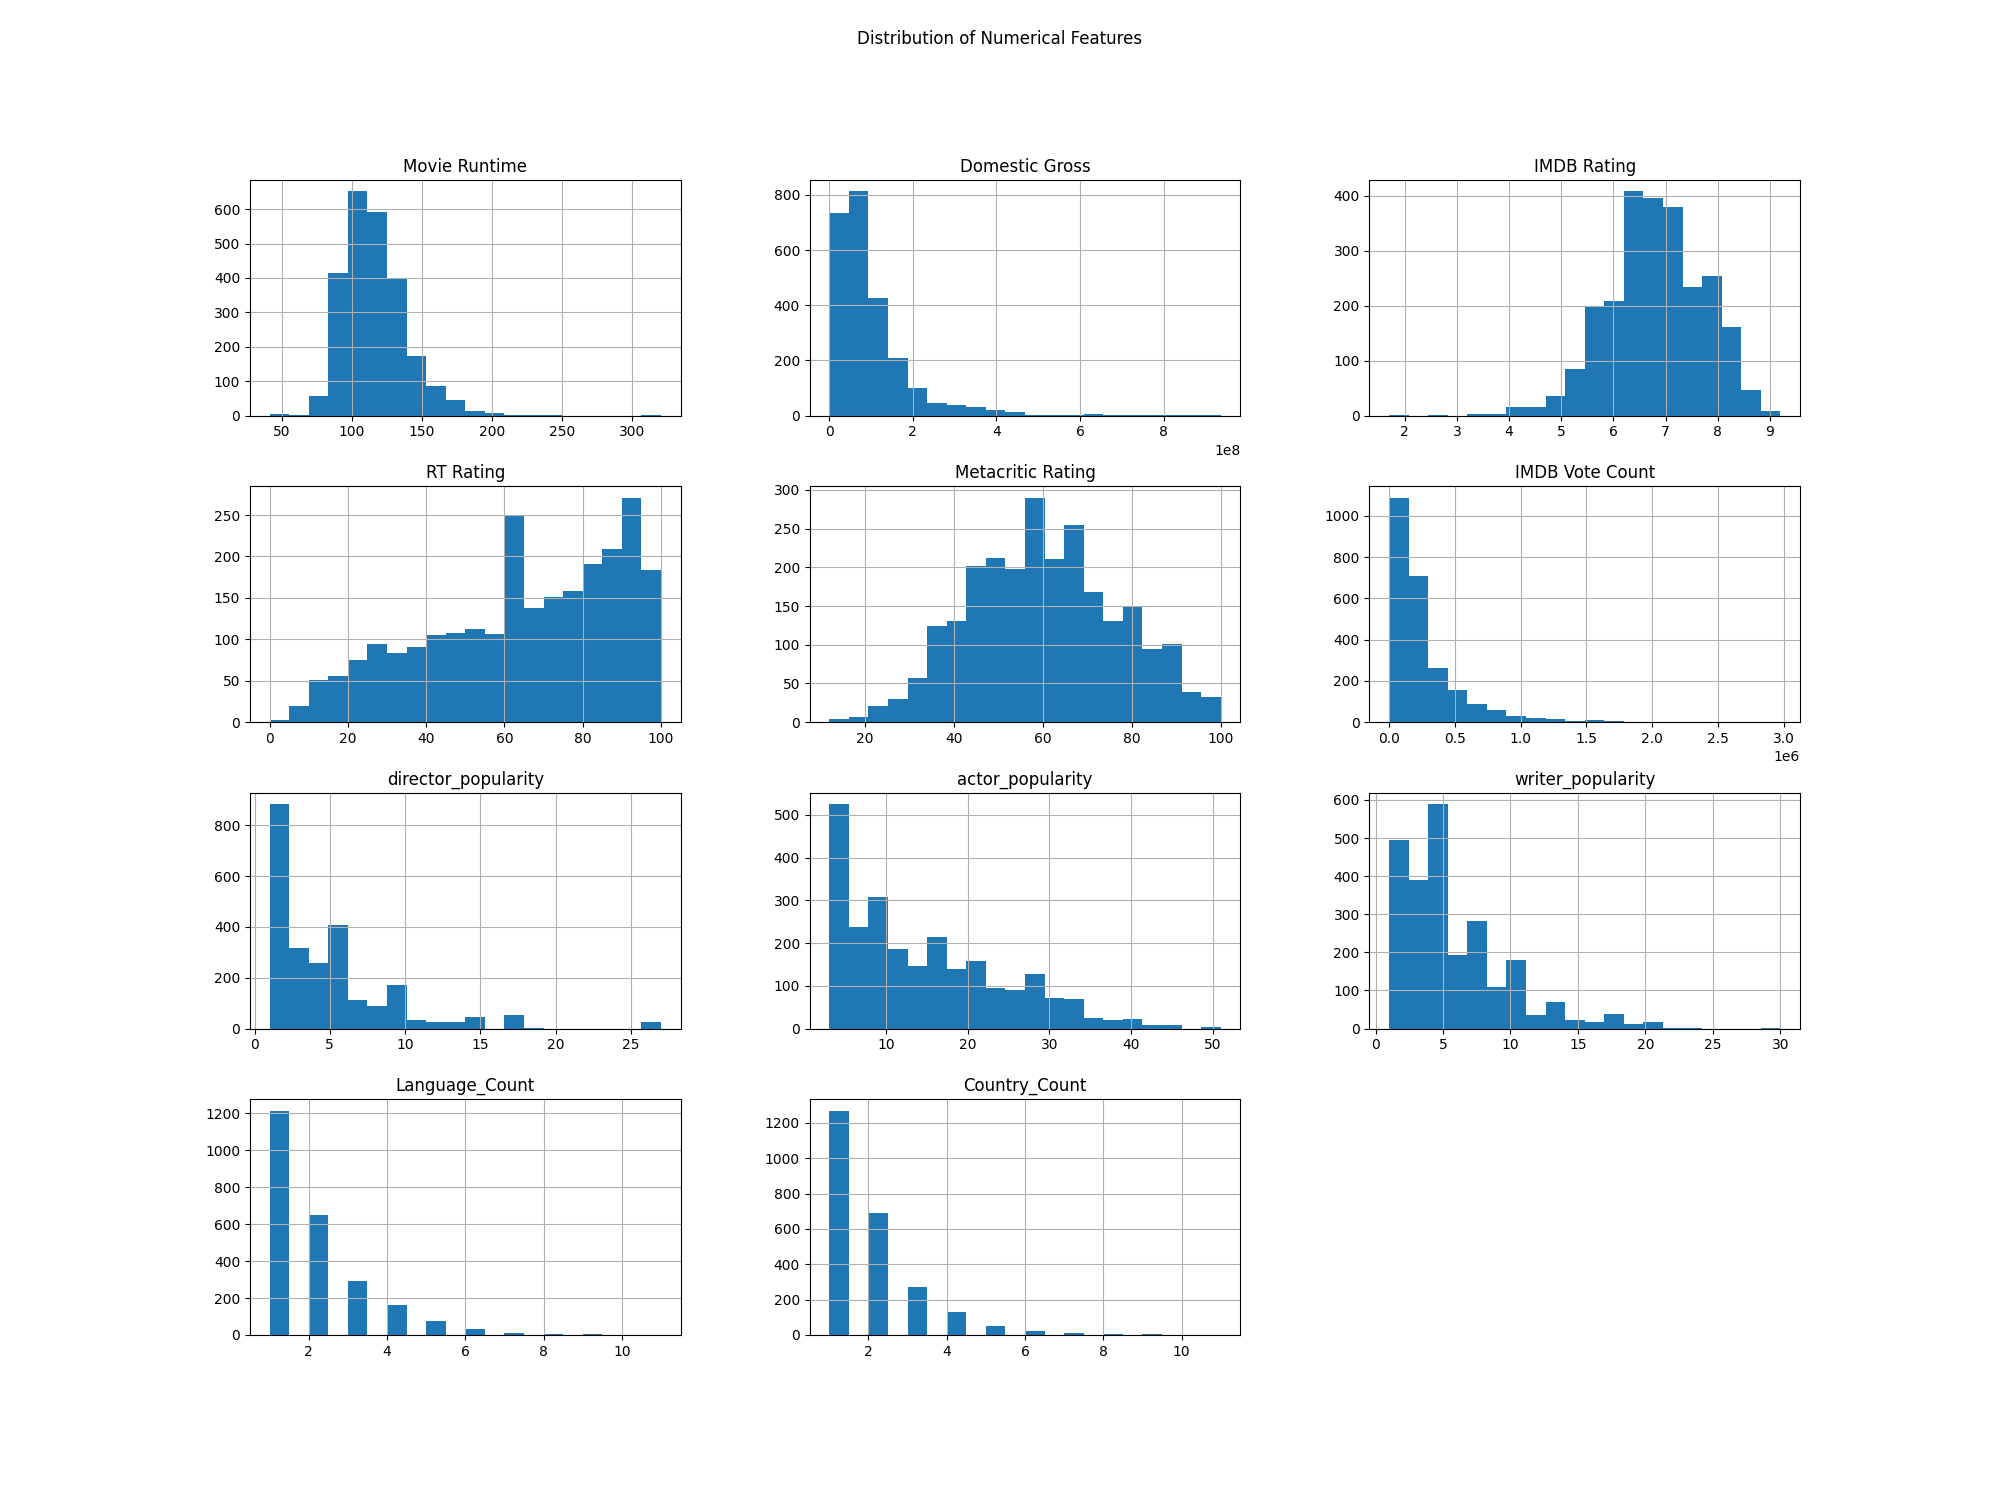 Distribution of Numerical Features
Movie Runtime
600
500
400
300
200
100
0
50 100 150 200 250 300
Domestic Gross
800
600
400
200
0
0 2 4 6 8
1e8
IMDB Rating
400
300
200
100
0
2 3 4 5 6 7 8 9
RT Rating
250
200
150
100
50
0
0 20 40 60 80 100
Metacritic Rating
300
250
200
150
100
50
0
20 40 60 80 100
IMDB Vote Count
1000
800
600
400
200
0
0.0 0.5 1.0 1.5 2.0 2.5 3.0
1e6
director_popularity
800
600
400
200
0
0 5 10 15 20 25
actor_popularity
500
400
300
200
100
0
10 20 30 40 50
writer_popularity
600
500
400
300
200
100
0
0 5 10 15 20 25 30
Language_Count
1200
1000
800
600
400
200
0
2 4 6 8 10
Country_Count
1200
1000
800
600
400
200
0
2 4 6 8 10